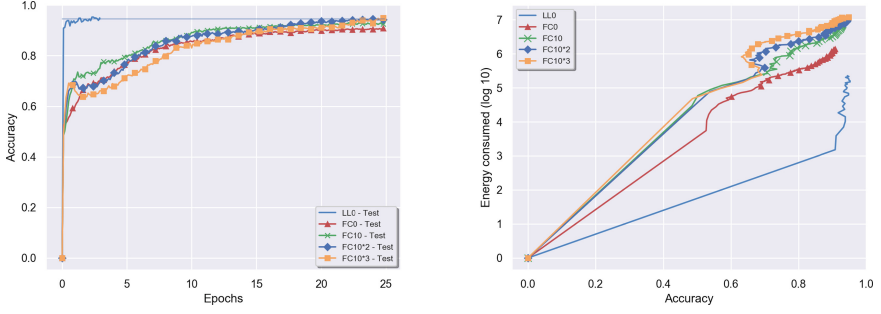 1.0
0.8
0.6
0.4
0.2
0.0
Accuracy
0
5
10
15
20
25
Epochs
LL0 - Test
FC0 - Test
FC10 - Test
FC10*2 - Test
FC10*3 - Test
7
6
5
4
3
2
1
0
Energy consumed (log 10)
LL0
FC0
FC10
FC10*2
FC10*3
0.0
0.2
0.4
0.6
0.8
1.0
Accuracy